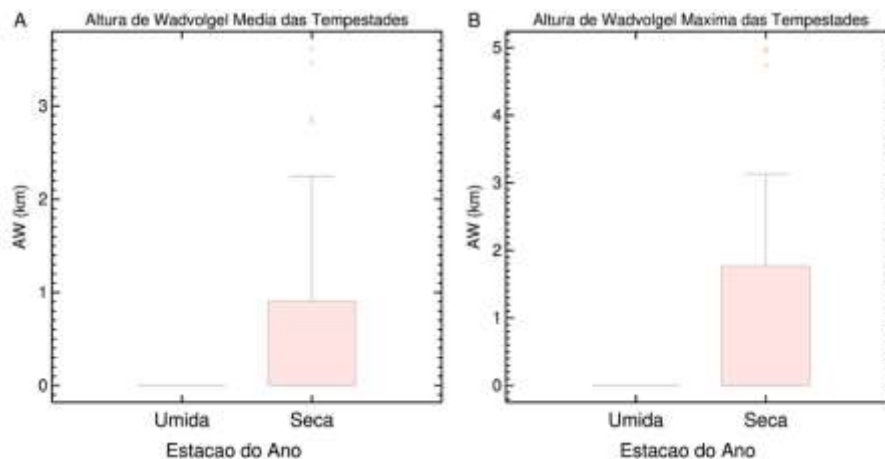 A
Altura de Wadvolgel Media das Tempestades
AW (km)
3
2
1
0
Umida
Seca
Estacao do Ano
B
Altura de Wadvolgel Maxima das Tempestades
AW (km)
5
4
3
2
1
0
Umida
Seca
Estacao do Ano